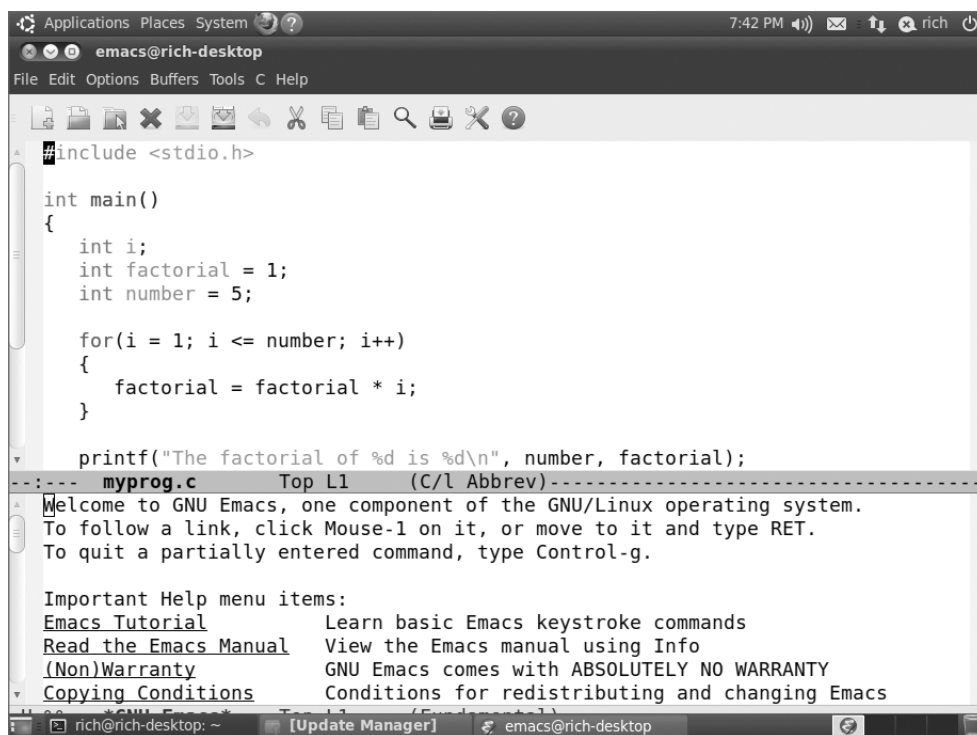 Applications Places System ? 7:42 PM rich
emacs@rich-desktop
File Edit Options Buffers Tools C Help
#include <stdio.h>
int main()
{
int i;
int factorial = 1;
int number = 5;
for(i = 1; i <= number; i++)
{
factorial = factorial * i;
}
printf("The factorial of %d is %d\n", number, factorial);
--:--- myprog.c Top L1 (C/l Abbrev)--------------------------------------
Welcome to GNU Emacs, one component of the GNU/Linux operating system.
To follow a link, click Mouse-1 on it, or move to it and type RET.
To quit a partially entered command, type Control-g.
Important Help menu items:
Emacs Tutorial Learn basic Emacs keystroke commands
Read the Emacs Manual View the Emacs manual using Info
(Non)Warranty GNU Emacs comes with ABSOLUTELY NO WARRANTY
Copying Conditions Conditions for redistributing and changing Emacs
*GNU Emacs* Top L1 (Fundamental)
rich@rich-desktop: ~ [Update Manager] emacs@rich-desktop